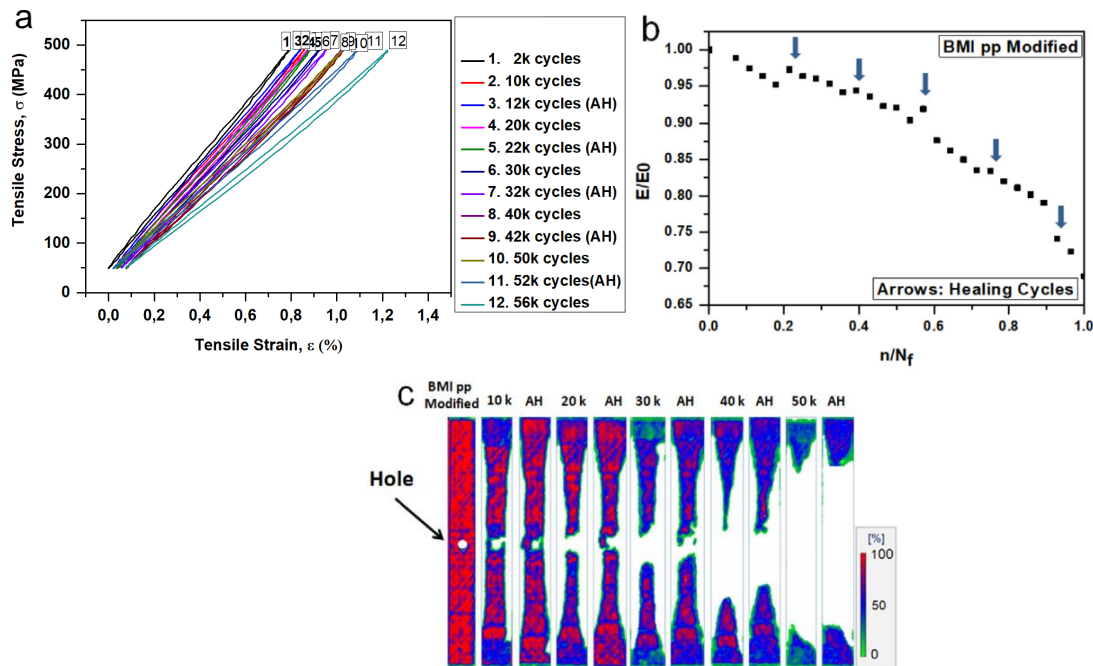 a
Tensile Stress, σ (MPa)
500
400
300
200
100
0
0,0 0,2 0,4 0,6 0,8 1,0 1,2 1,4
Tensile Strain, ε (%)
1 32 45 6 7 8 9 10 11 12
1. 2k cycles
2. 10k cycles
3. 12k cycles (AH)
4. 20k cycles
5. 22k cycles (AH)
6. 30k cycles
7. 32k cycles (AH)
8. 40k cycles
9. 42k cycles (AH)
10. 50k cycles
11. 52k cycles(AH)
12. 56k cycles
b
BMI pp Modified
E/E0
1.00
0.95
0.90
0.85
0.80
0.75
0.70
0.65
Arrows: Healing Cycles
0.0 0.2 0.4 0.6 0.8 1.0
n/Nf
c
BMI pp
Modified 10 k AH 20 k AH 30 k AH 40 k AH 50 k AH
Hole
[%]
100
50
0